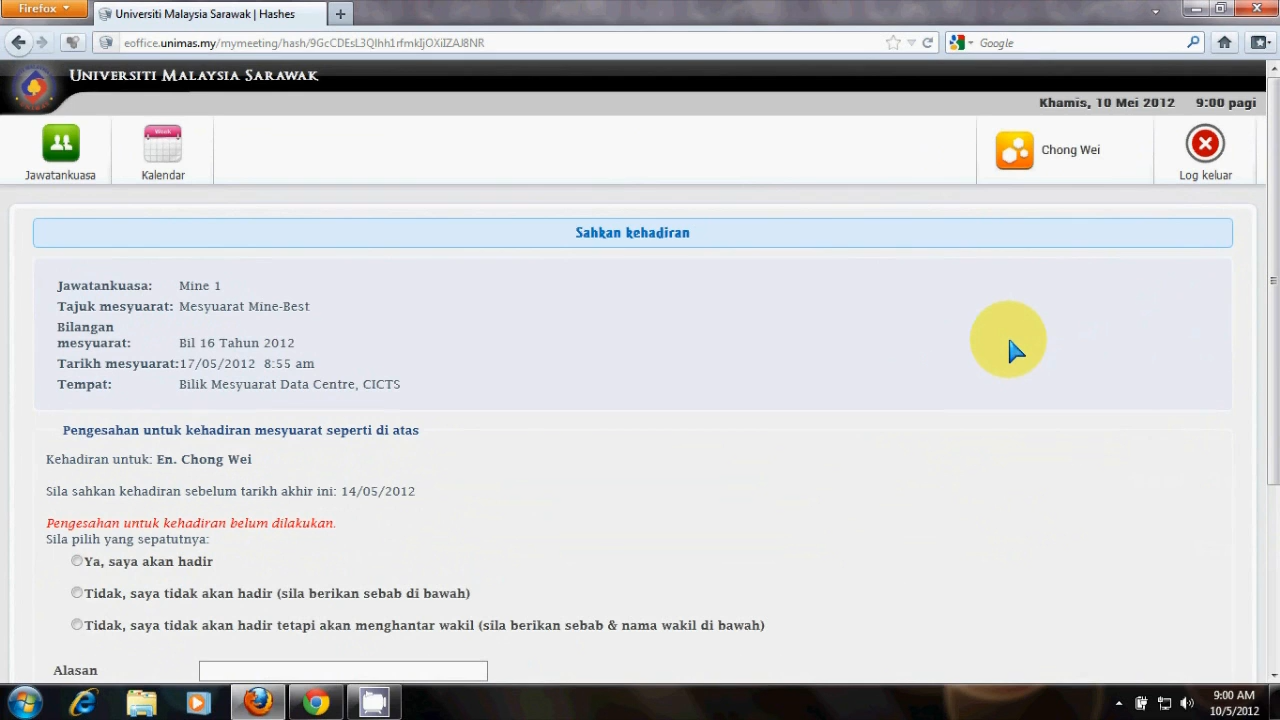 Firefox
Universiti Malaysia Sarawak | Hashes
eoffice.unimas.my/mymeeting/hash/9GcCDEsL3QIhh1rfmkIjOXiIZAJ8NR
Google
UNIVERSITI MALAYSIA SARAWAK
Khamis, 10 Mei 2012 9:00 pagi
Jawatankuasa
Week
Kalendar
Chong Wei
Log keluar
Sahkan kehadiran
Jawatankuasa: Mine 1
Tajuk mesyuarat: Mesyuarat Mine-Best
Bilangan
mesyuarat: Bil 16 Tahun 2012
Tarikh mesyuarat: 17/05/2012 8:55 am
Tempat: Bilik Mesyuarat Data Centre, CICTS
Pengesahan untuk kehadiran mesyuarat seperti di atas
Kehadiran untuk: En. Chong Wei
Sila sahkan kehadiran sebelum tarikh akhir ini: 14/05/2012
Pengesahan untuk kehadiran belum dilakukan.
Sila pilih yang sepatutnya:
Ya, saya akan hadir
Tidak, saya tidak akan hadir (sila berikan sebab di bawah)
Tidak, saya tidak akan hadir tetapi akan menghantar wakil (sila berikan sebab & nama wakil di bawah)
Alasan
9:00 AM
10/5/2012